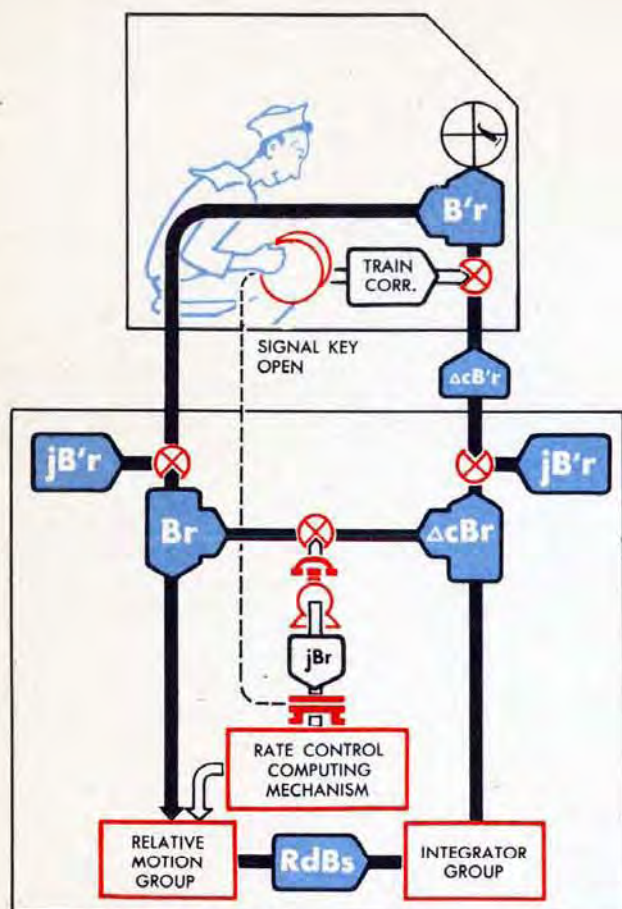 B'r
TRAIN
CORR.
SIGNAL KEY
OPEN
ΔcB'r
jB'r
jB'r
Br
ΔcBr
jBr
RATE CONTROL
COMPUTING
MECHANISM
RELATIVE
MOTION
GROUP
RdBs
INTEGRATOR
GROUP